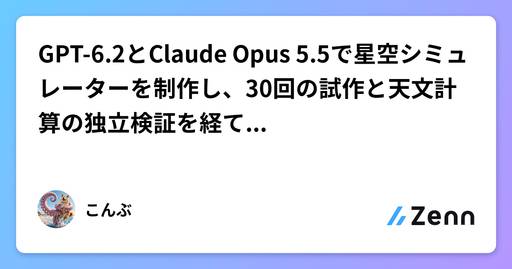 GPT-6.2とClaude Opus 5.5で星空シミュ
レーターを制作し、30回の試作と天文計
算の独立検証を経て...
こんぶ
Zenn